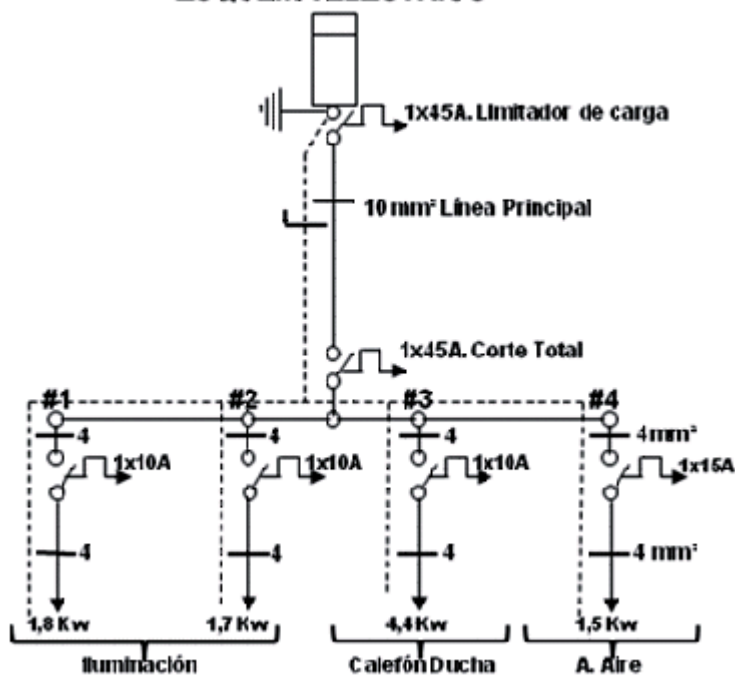 1x45A. Limitador de carga
10 mm² Línea Principal
1x45A. Corte Total
#1 #2 #3 #4
4 4 4 4mm²
1x10A 1x10A 1x10A 1x15A
4 4 4 4 mm²
1,8 Kw 1,7 Kw 4,4 Kw 1,5 Kw
Iluminación Calefón Ducha A. Aire